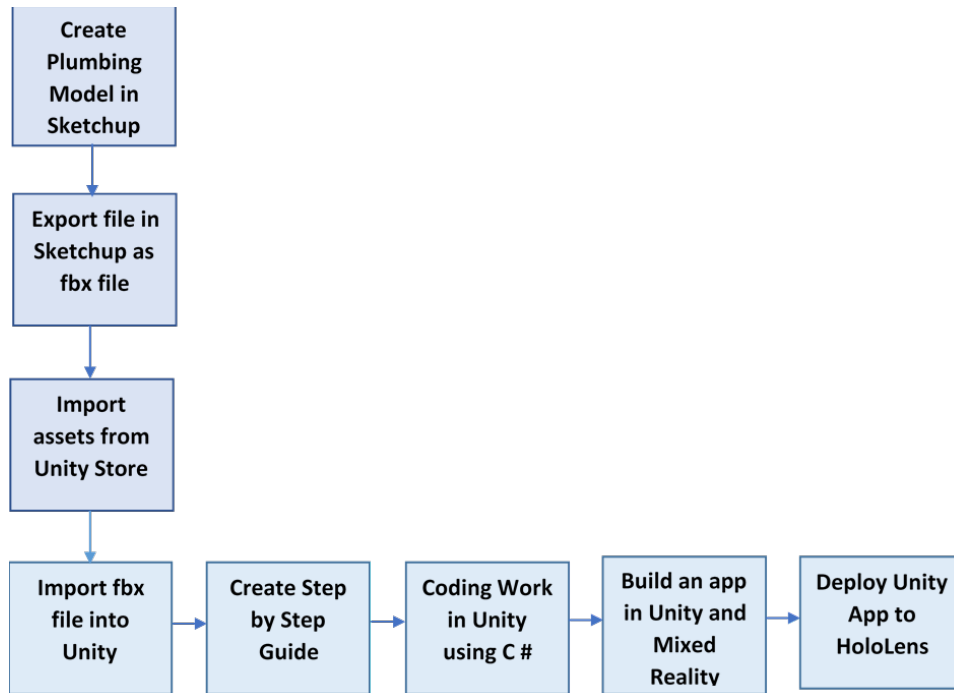 Create
Plumbing
Model in
Sketchup
Export file in
Sketchup as
fbx file
Import
assets from
Unity Store
Import fbx
file into
Unity
Create Step
by Step
Guide
Coding Work
in Unity
using C #
Build an app
in Unity and
Mixed
Reality
Deploy Unity
App to
HoloLens